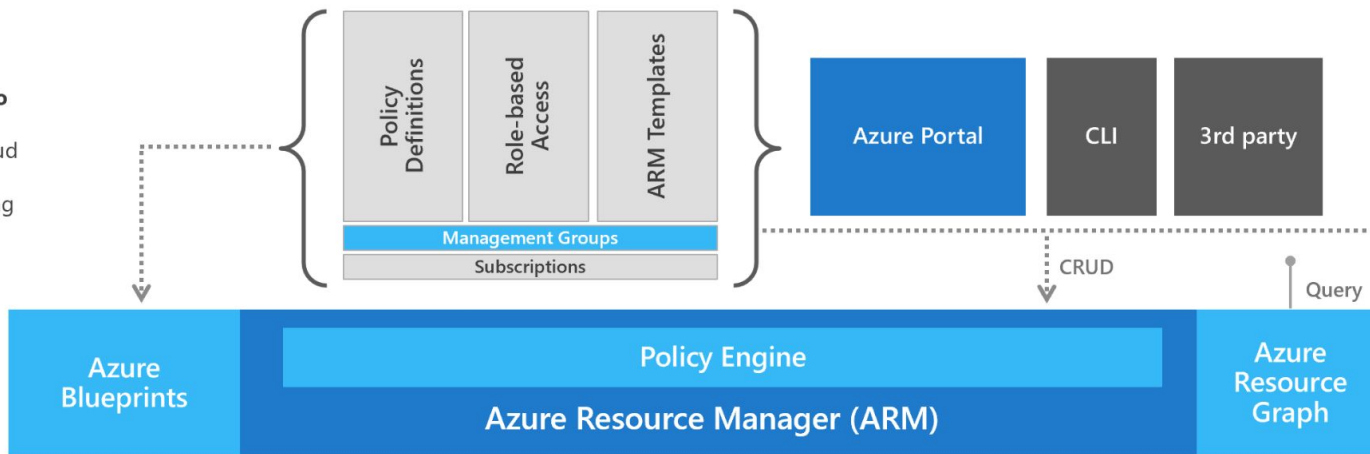 Policy
Definitions
Role-based
Access
ARM Templates
Management Groups
Subscriptions
Azure Portal
CLI
3rd party
CRUD
Query
Azure
Blueprints
Policy Engine
Azure Resource Manager (ARM)
Azure
Resource
Graph